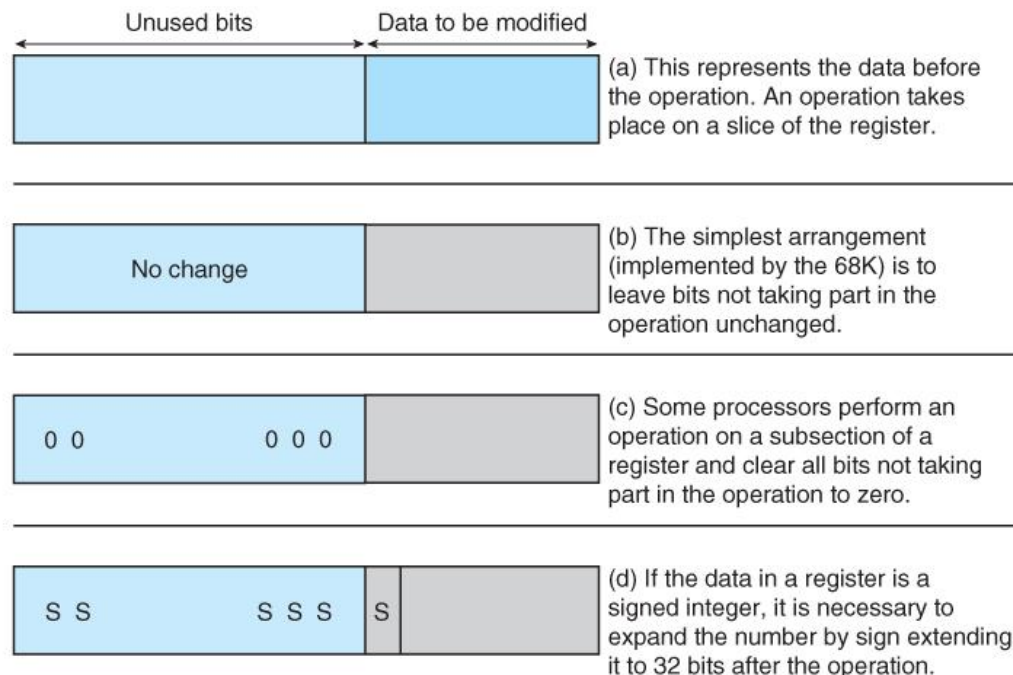 Unused bits
Data to be modified
(a) This represents the data before
the operation. An operation takes
place on a slice of the register.
No change
(b) The simplest arrangement
(implemented by the 68K) is to
leave bits not taking part in the
operation unchanged.
0 0 0 0 0
(c) Some processors perform an
operation on a subsection of a
register and clear all bits not taking
part in the operation to zero.
S S S S S S
(d) If the data in a register is a
signed integer, it is necessary to
expand the number by sign extending
it to 32 bits after the operation.